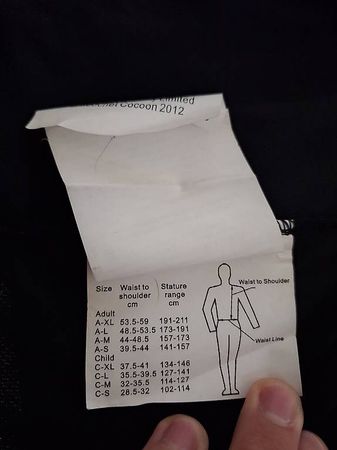 Limited
Cocoon 2012
Size Waist to shoulder cm Stature range cm
Adult
A-XL 53.5-59 191-211
A-L 48.5-53.5 173-191
A-M 44-48.5 157-173
A-S 39.5-44 141-157
Child
C-XL 37.5-41 134-146
C-L 35.5-39.5 127-141
C-M 32-35.5 114-127
C-S 28.5-32 102-114
Waist to Shoulder
Waist Line